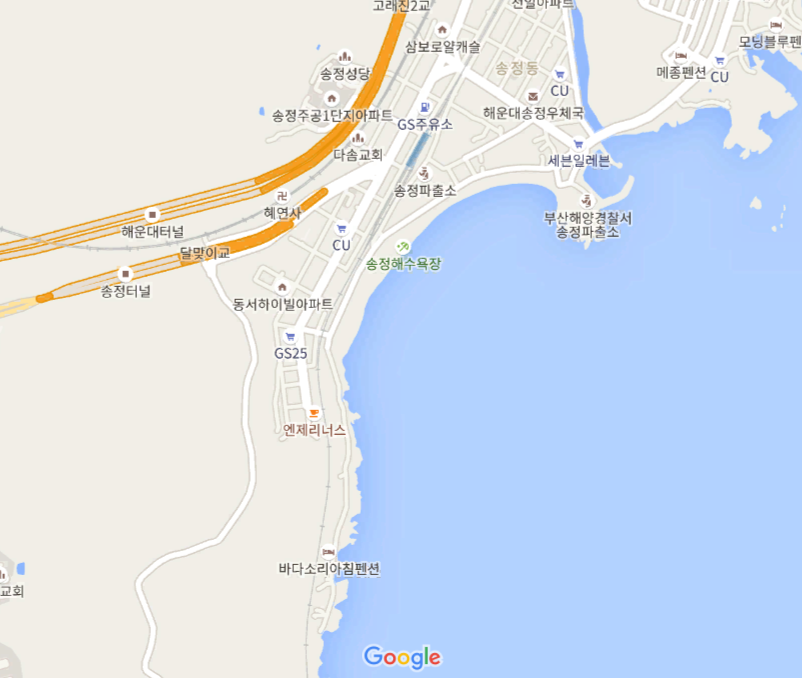 고래진2교
선일아파트
삼보로얄캐슬
모닝블루펜
송정성당
송정동
메종펜션
CU
CU
송정주공1단지아파트
해운대송정우체국
GS주유소
다솜교회
세븐일레븐
송정파출소
혜연사
부산해양경찰서
송정파출소
해운대터널
CU
달맞이교
송정해수욕장
송정터널
동서하이빌아파트
GS25
엔제리너스
바다소리아침펜션
교회
Google